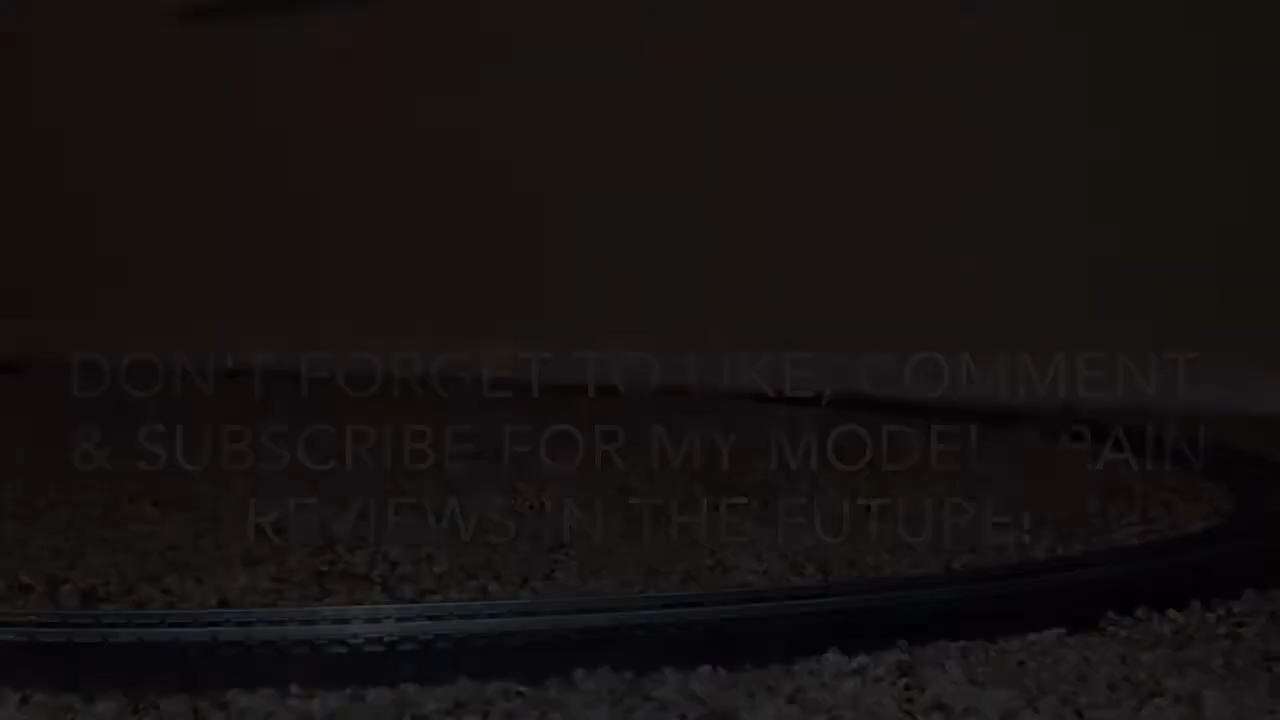 DON'T FORGET TO LIKE, COMMENT
& SUBSCRIBE FOR MY MODEL TRAIN
REVIEWS IN THE FUTURE!